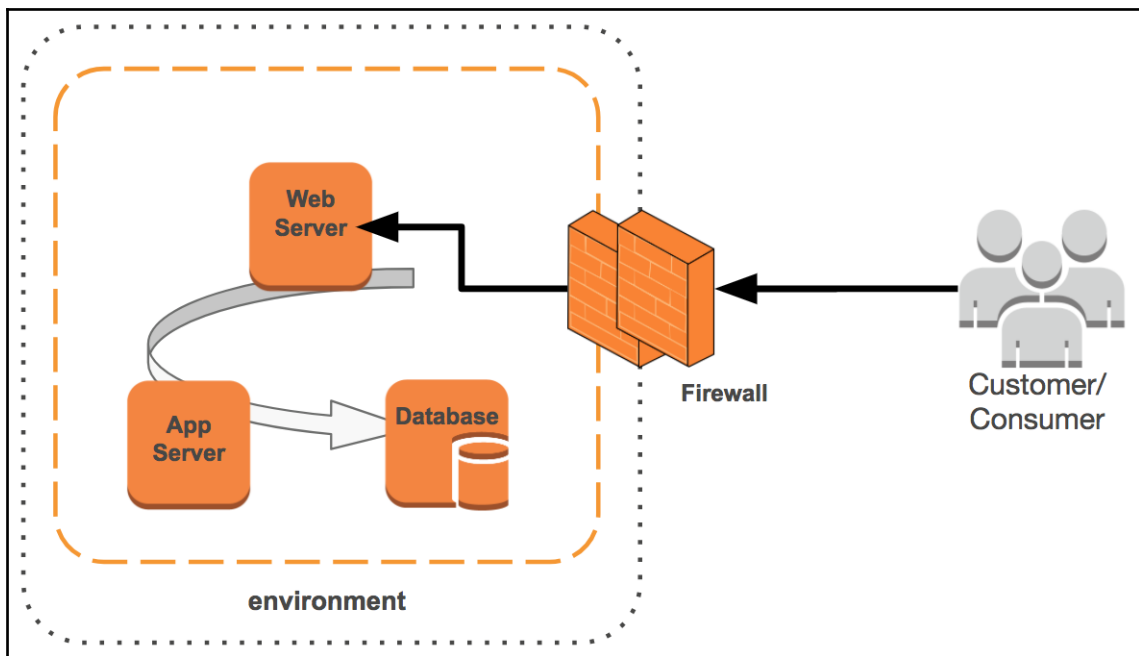 Web
Server
App
Server
Database
Firewall
Customer/
Consumer
environment